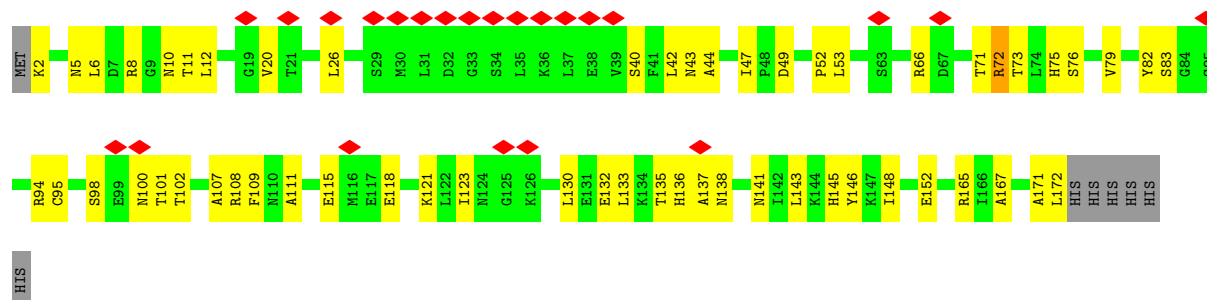 MET K2 N5 L6 D7 R8 G9 N10 T11 L12 G19 V20 T21 L26 S29 M30 L31 D32 G33 S34 L35 K36 L37 E38 V39 S40 F41 L42 N43 A44 I47 P48 D49 P52 L53 S63 R66 D67 T71 R72 T73 L74 H75 S76 V79 Y82 S83 G84
R94 C95 S98 E99 N100 T101 T102 A107 R108 F109 N110 A111 E115 M116 E117 E118 K121 L122 I123 N124 G125 K126 L130 E131 E132 L133 K134 T135 H136 A137 N138 N141 I142 L143 K144 H145 Y146 K147 I148 E152 R165 I166 A167 A171 L172 HIS HIS HIS HIS HIS
HIS